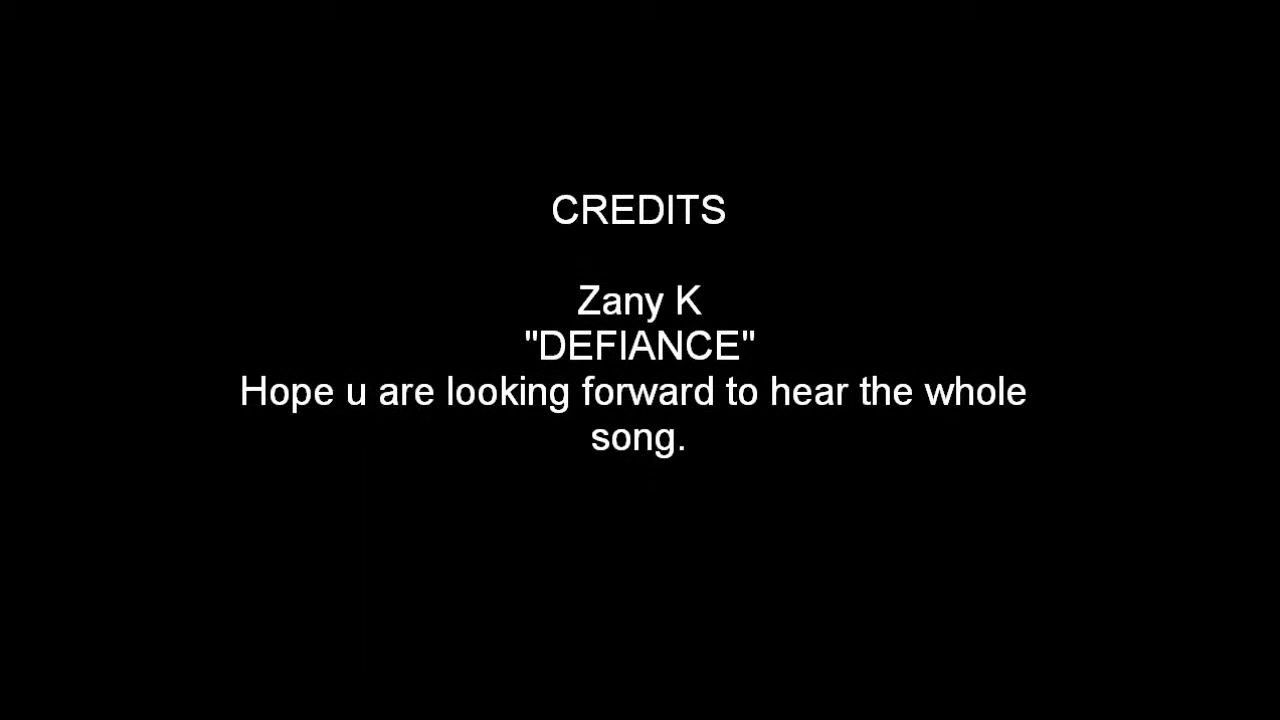 CREDITS
Zany K
"DEFIANCE"
Hope u are looking forward to hear the whole
song.